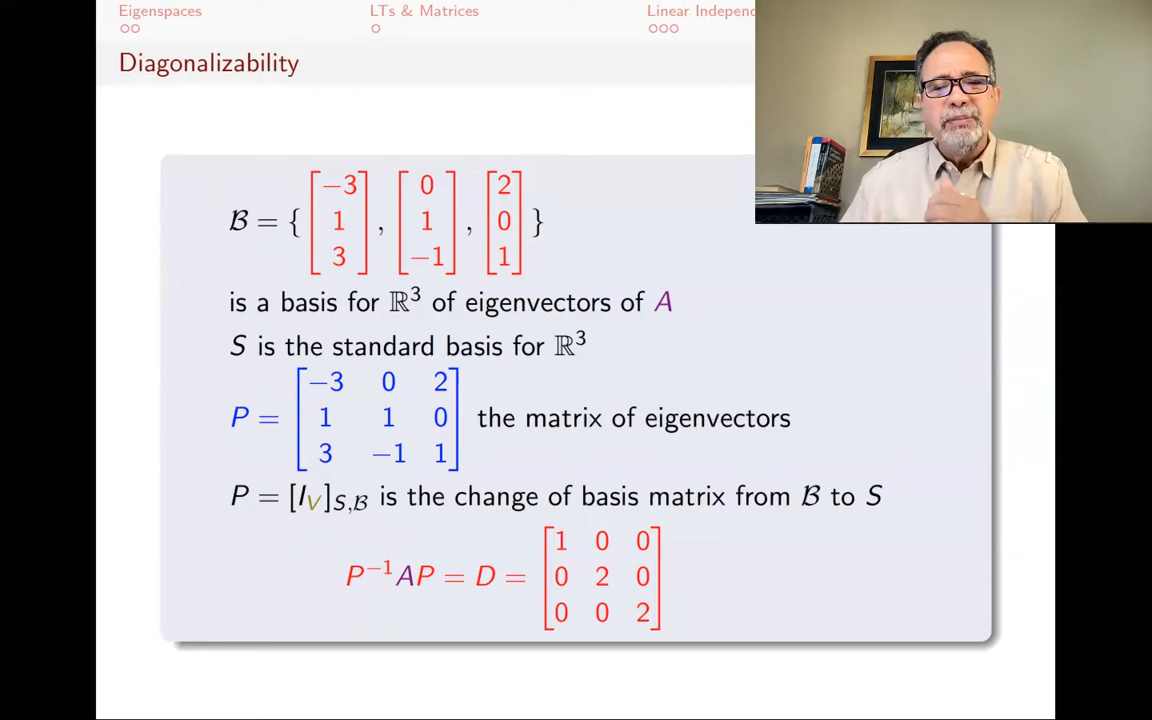 Eigenspaces LTs & Matrices Linear Independ
Diagonalizability
ℬ = { [−3 1 3], [0 1 −1], [2 0 1] }
is a basis for ℝ³ of eigenvectors of A
S is the standard basis for ℝ³
P = [−3 0 2
1 1 0
3 −1 1] the matrix of eigenvectors
P = [I_V]_{S,ℬ} is the change of basis matrix from ℬ to S
P⁻¹AP = D = [1 0 0
0 2 0
0 0 2]